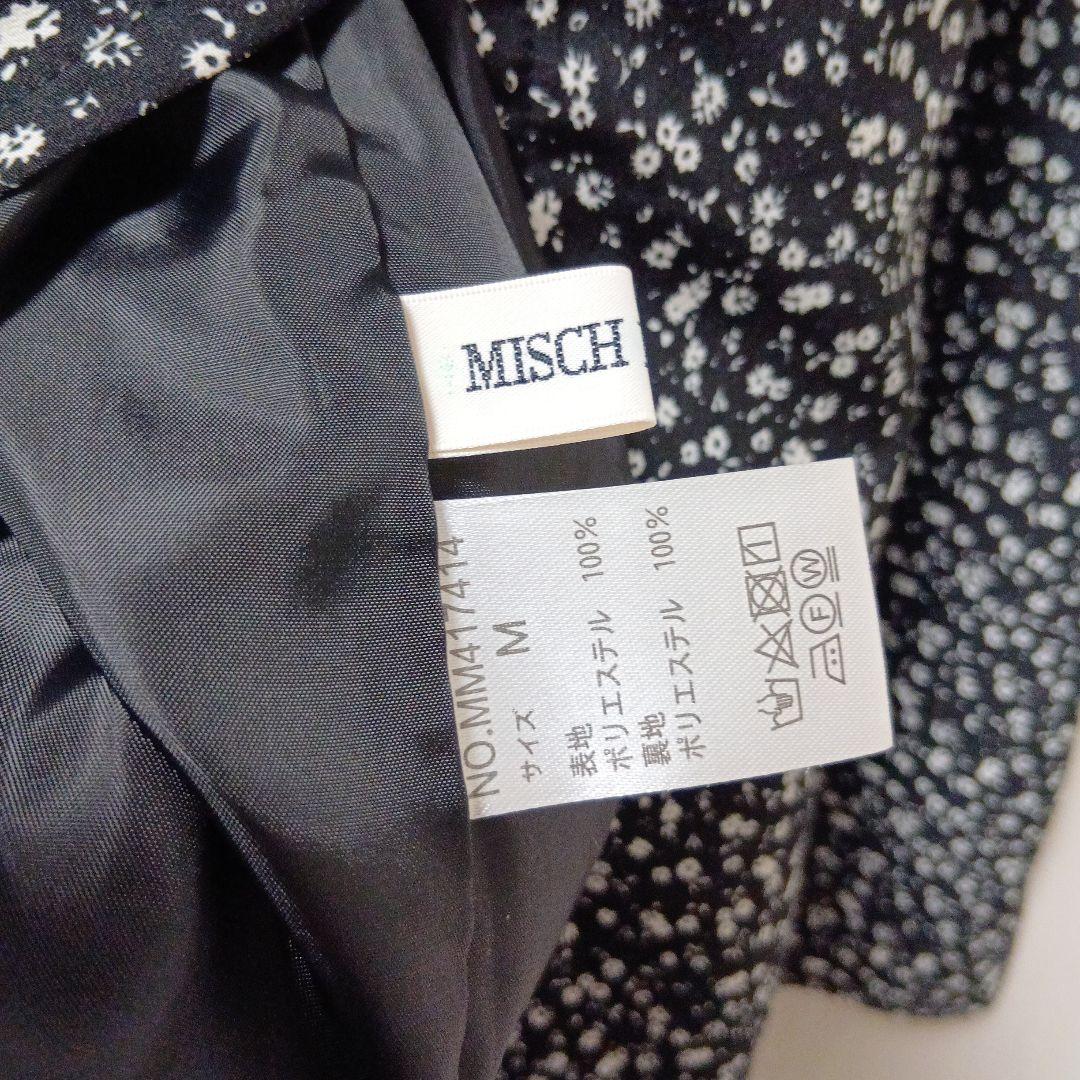 MISCH
NO.MM417414
サイズ M
表地
ポリエステル 100%
裏地
ポリエステル 100%
F W